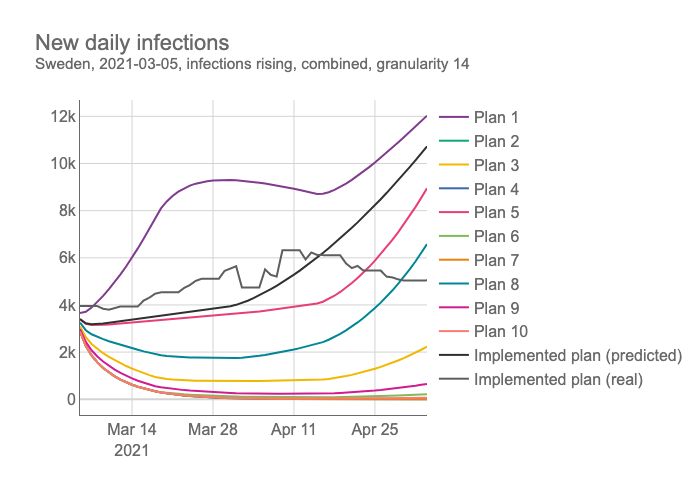 New daily infections
Sweden, 2021-03-05, infections rising, combined, granularity 14
12k
10k
8k
6k
4k
2k
0
Mar 14
2021
Mar 28
Apr 11
Apr 25
Plan 1
Plan 2
Plan 3
Plan 4
Plan 5
Plan 6
Plan 7
Plan 8
Plan 9
Plan 10
Implemented plan (predicted)
Implemented plan (real)